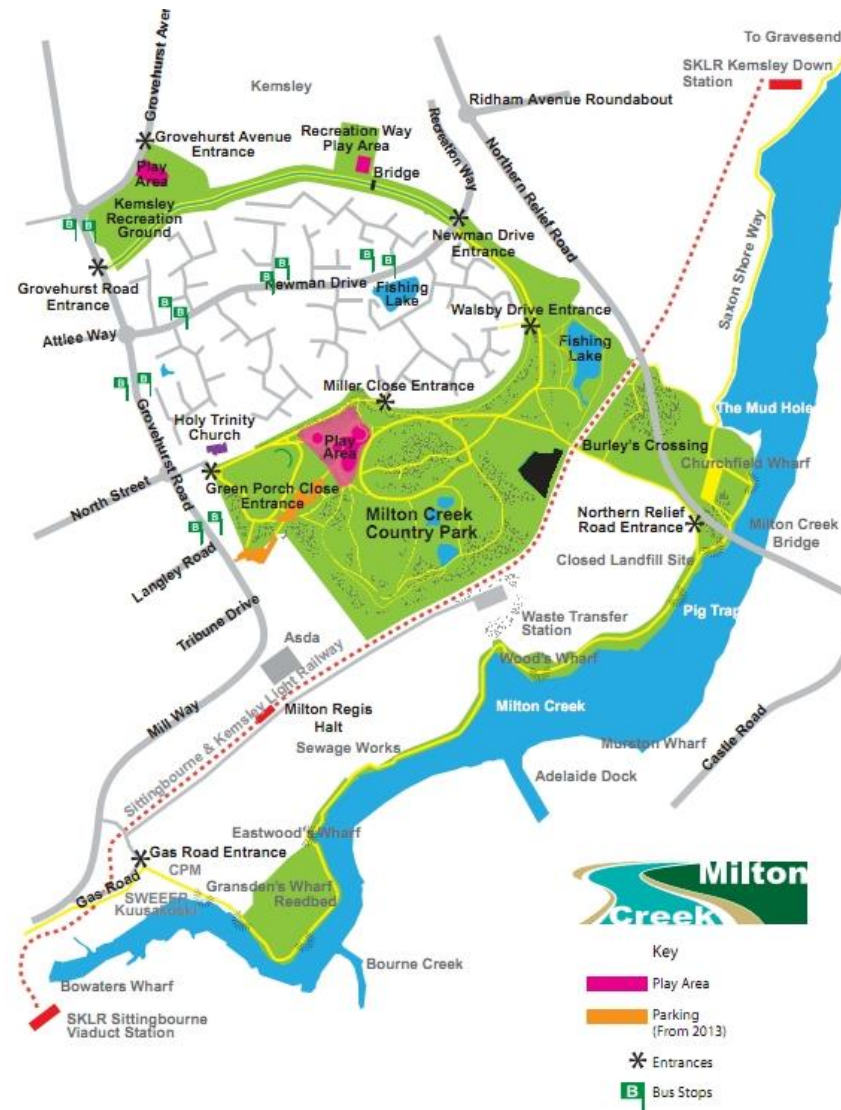 To Gravesend
SKLR Kemsley Down
Station
Grovehurst Aven
Kemsley
Ridham Avenue Roundabout
Grovehurst Avenue
Entrance
Recreation Way
Play Area
Recreation Way
Northern Relief Road
Play
Area
Bridge
Kemsley
Recreation
Ground
Newman Drive
Entrance
Saxon Shore Way
Grovehurst Road
Entrance
Newman Drive
Fishing
Lake
Walsby Drive Entrance
Attlee Way
Fishing
Lake
Miller Close Entrance
Grovehurst Road
Holy Trinity
Church
The Mud Hole
Play
Area
Burley's Crossing
Churchfield Wharf
North Street
Green Porch Close
Entrance
Milton Creek
Country Park
Northern Relief
Road Entrance
Milton Creek
Bridge
Langley Road
Closed Landfill Site
Tribune Drive
Waste Transfer
Station
Pig Trap
Asda
Wood's Wharf
Mill Way
Sittingbourne & Kemsley Light Railway
Milton Regis
Halt
Milton Creek
Sewage Works
Murston Wharf
Castle Road
Adelaide Dock
Eastwood's Wharf
Gas Road Entrance
CPM
Gas Road
Gransden's Wharf
Reedbed
SWEEEP
Kuusakoski
Bourne Creek
Bowaters Wharf
SKLR Sittingbourne
Viaduct Station
B
B
B
B
B
B
B
B
B
B
B
B
Milton
Creek
Key
Play Area
Parking
(From 2013)
Entrances
B
Bus Stops